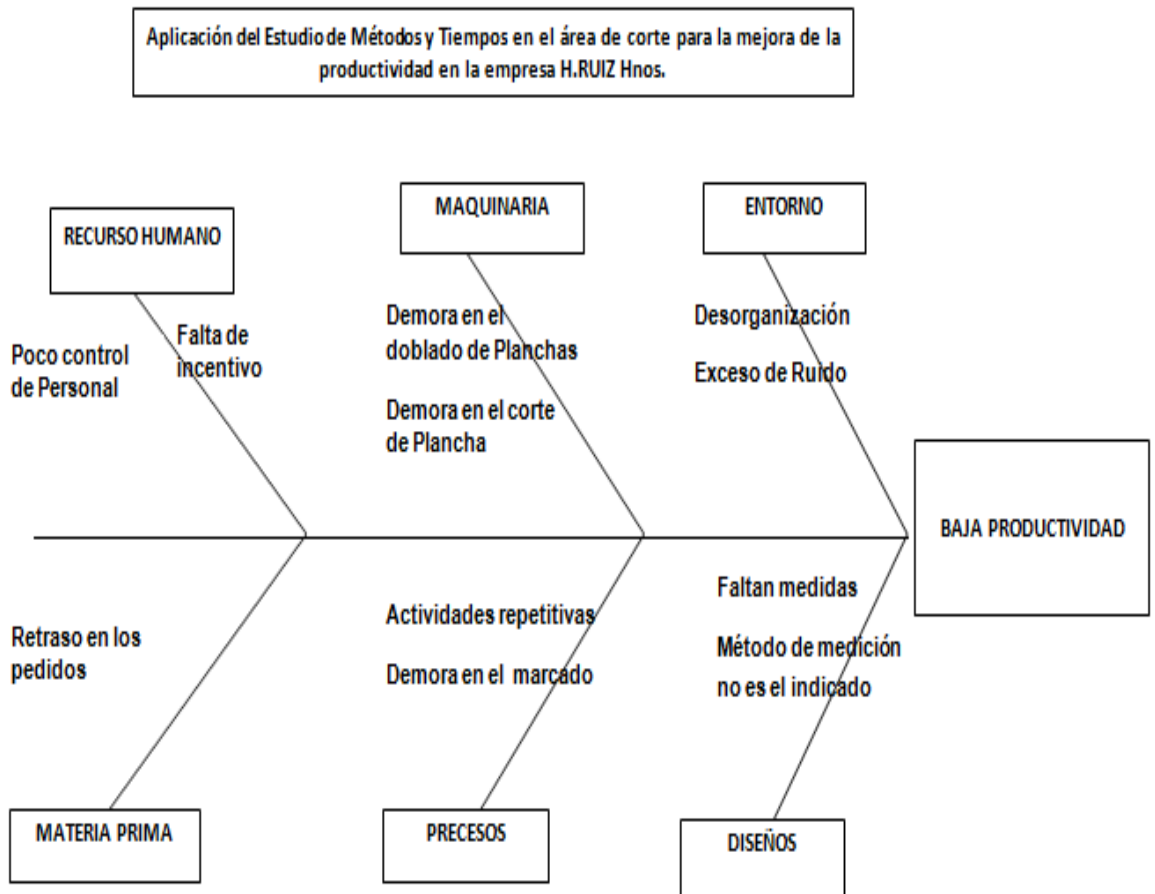 Aplicación del Estudio de Métodos y Tiempos en el área de corte para la mejora de la
productividad en la empresa H.RUIZ Hnos.
RECURSO HUMANO
MAQUINARIA
ENTORNO
Poco control
de Personal
Falta de
incentivo
Demora en el
doblado de Planchas
Demora en el corte
de Plancha
Desorganización
Exceso de Ruido
BAJA PRODUCTIVIDAD
Retraso en los
pedidos
Actividades repetitivas
Demora en el marcado
Faltan medidas
Método de medición
no es el indicado
MATERIA PRIMA
PRECESOS
DISEÑOS